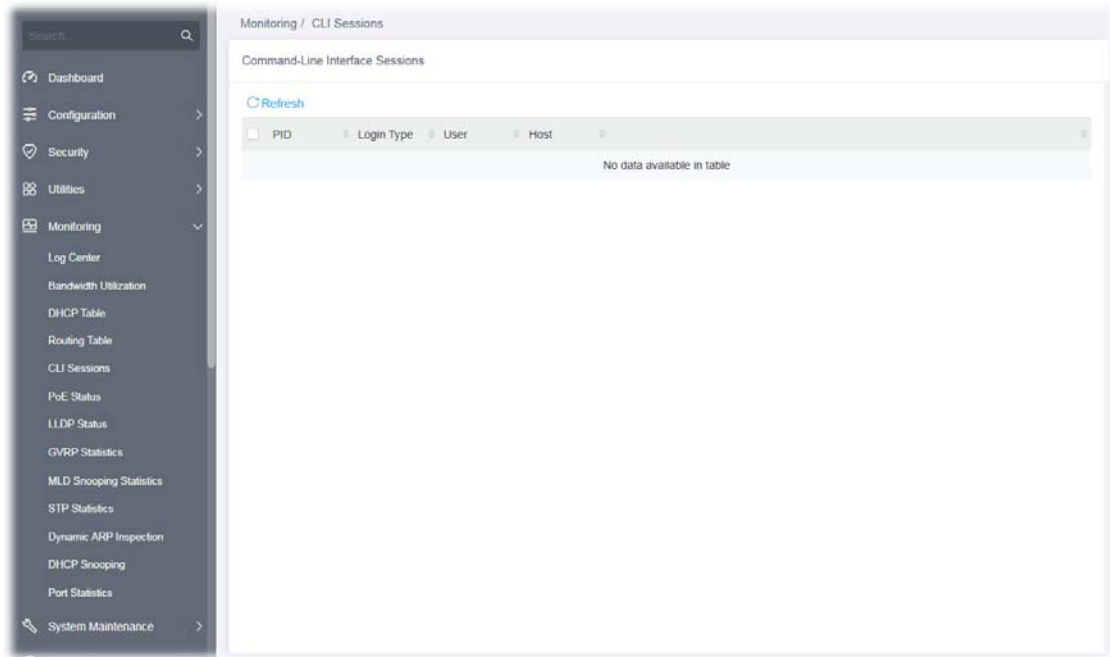 Search...
Dashboard
Configuration
Security
Utilities
Monitoring
Log Center
Bandwidth Utilization
DHCP Table
Routing Table
CLI Sessions
PoE Status
LLDP Status
GVRP Statistics
MLD Snooping Statistics
STP Statistics
Dynamic ARP Inspection
DHCP Snooping
Port Statistics
System Maintenance
Monitoring / CLI Sessions
Command-Line Interface Sessions
Refresh
PID Login Type User Host
No data available in table